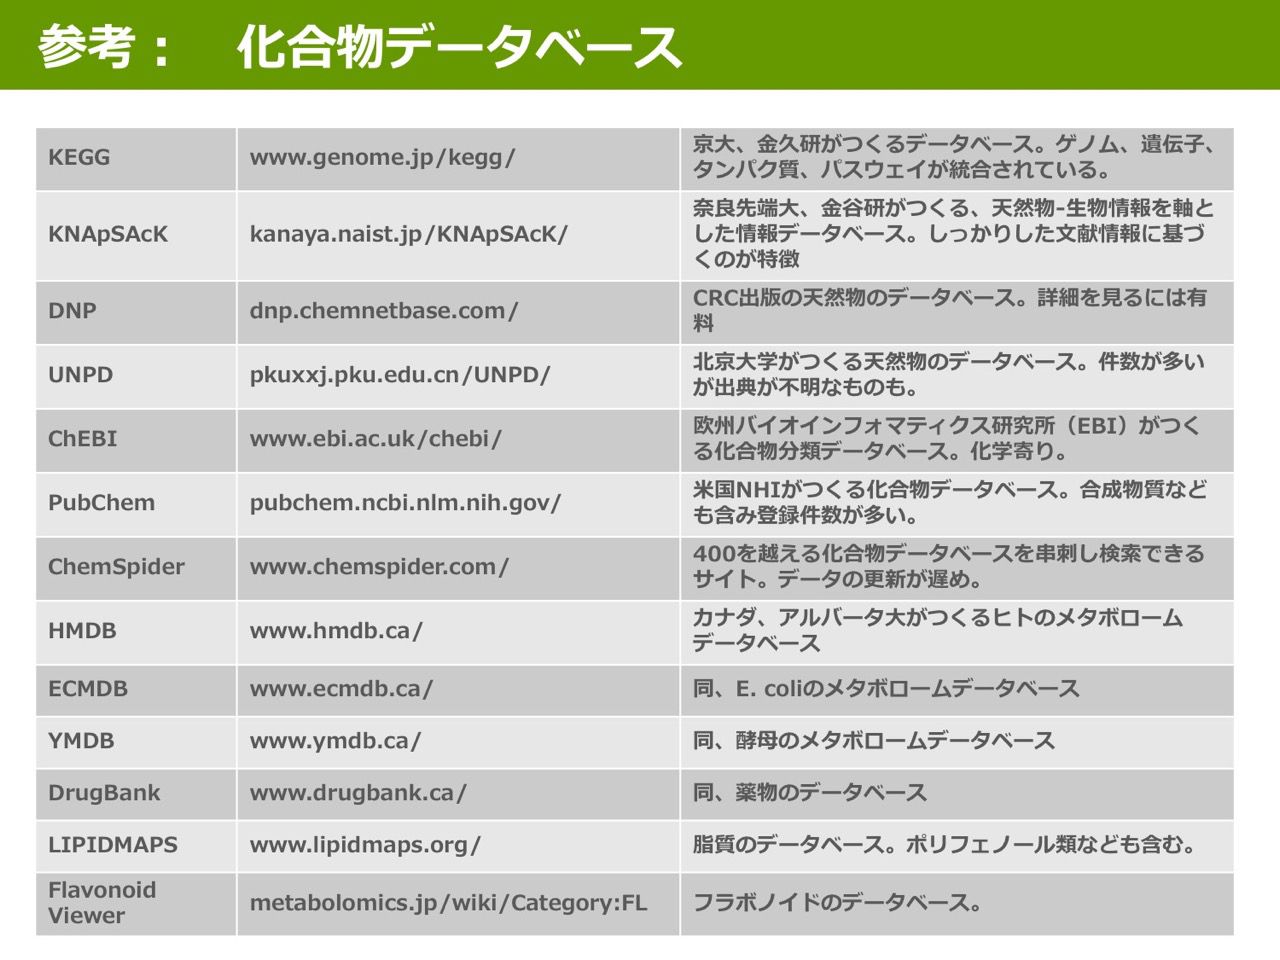 参考：　化合物データベース
KEGG
www.genome.jp/kegg/
京大、金久研がつくるデータベース。ゲノム、遺伝子、
タンパク質、パスウェイが統合されている。
KNApSAcK
kanaya.naist.jp/KNApSAcK/
奈良先端大、金谷研がつくる、天然物-生物情報を軸と
した情報データベース。しっかりした文献情報に基づ
くのが特徴
DNP
dnp.chemnetbase.com/
CRC出版の天然物のデータベース。詳細を見るには有
料
UNPD
pkuxxj.pku.edu.cn/UNPD/
北京大学がつくる天然物のデータベース。件数が多い
が出典が不明なものも。
ChEBI
www.ebi.ac.uk/chebi/
欧州バイオインフォマティクス研究所（EBI）がつく
る化合物分類データベース。化学寄り。
PubChem
pubchem.ncbi.nlm.nih.gov/
米国NHIがつくる化合物データベース。合成物質など
も含み登録件数が多い。
ChemSpider
www.chemspider.com/
400を越える化合物データベースを串刺し検索できる
サイト。データの更新が遅め。
HMDB
www.hmdb.ca/
カナダ、アルバータ大がつくるヒトのメタボローム
データベース
ECMDB
www.ecmdb.ca/
同、E. coliのメタボロームデータベース
YMDB
www.ymdb.ca/
同、酵母のメタボロームデータベース
DrugBank
www.drugbank.ca/
同、薬物のデータベース
LIPIDMAPS
www.lipidmaps.org/
脂質のデータベース。ポリフェノール類なども含む。
Flavonoid
Viewer
metabolomics.jp/wiki/Category:FL
フラボノイドのデータベース。